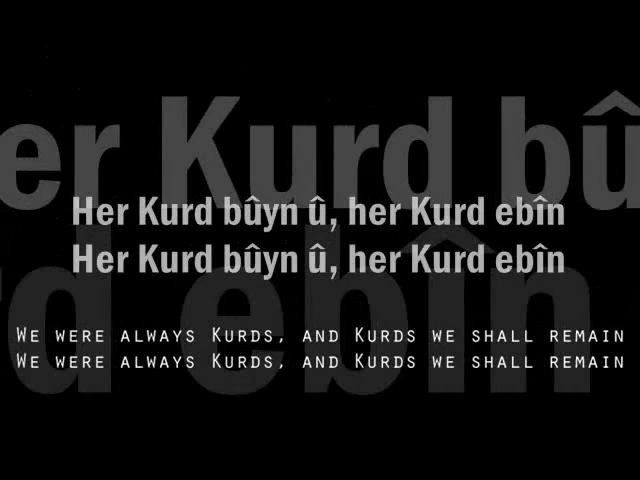 er Kurd bû
rd ebîn
Her Kurd bûyn û, her Kurd ebîn
Her Kurd bûyn û, her Kurd ebîn
We were always Kurds, and Kurds we shall remain
We were always Kurds, and Kurds we shall remain